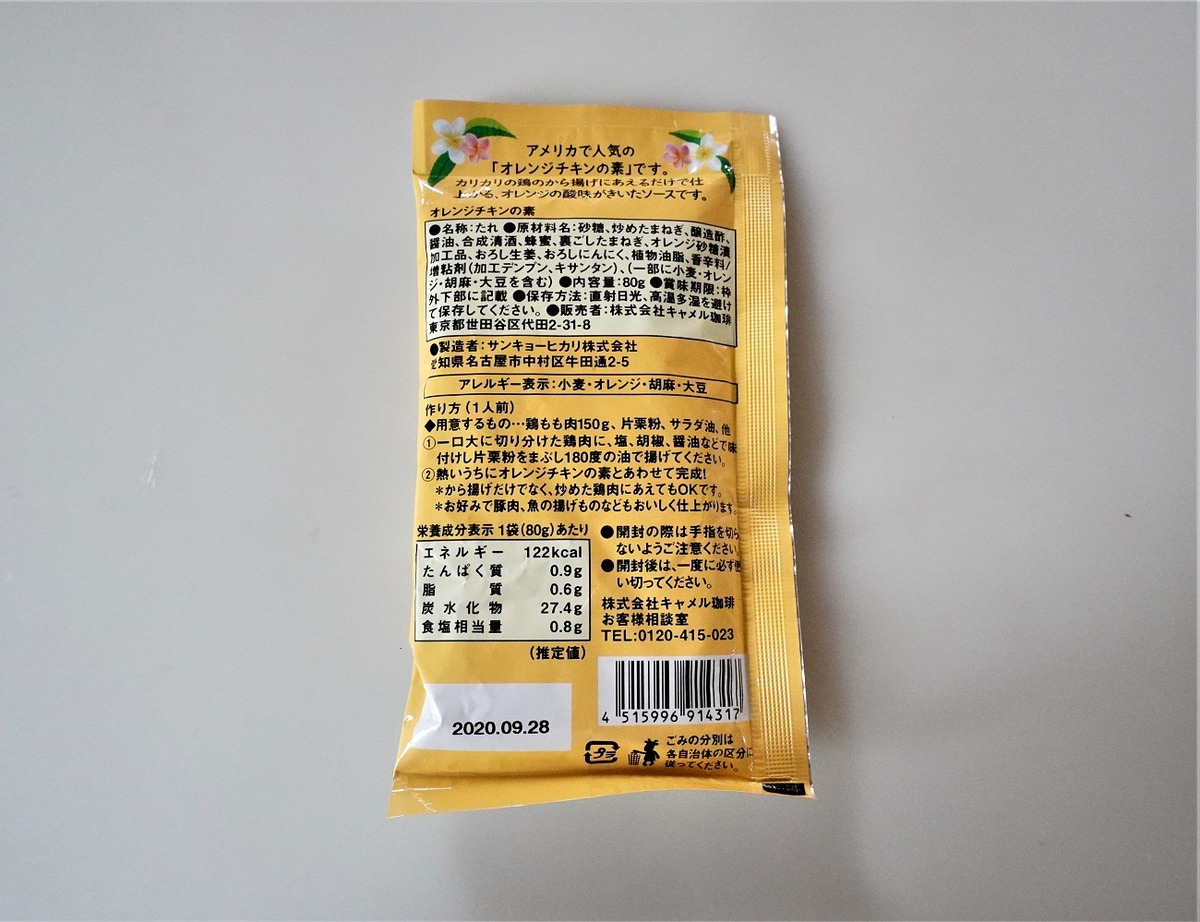 アメリカで人気の
「オレンジチキンの素」です。
カリカリの鶏のから揚げにあえるだけで仕
上がる、オレンジの酸味がきいたソースです。
オレンジチキンの素
●名称:たれ ●原材料名:砂糖、炒めたまねぎ、醸造酢、
醤油、合成清酒、蜂蜜、裏ごしたまねぎ、オレンジ砂糖漬
加工品、おろし生姜、おろしにんにく、植物油脂、香辛料/
増粘剤(加工デンプン、キサンタン)、(一部に小麦・オレン
ジ・胡麻・大豆を含む) ●内容量:80g ●賞味期限:枠
外下部に記載 ●保存方法:直射日光、高温多湿を避け
て保存してください。 ●販売者:株式会社キャメル珈琲
東京都世田谷区代田2-31-8
●製造者:サンキョーヒカリ株式会社
愛知県名古屋市中村区牛田通2-5
アレルギー表示:小麦・オレンジ・胡麻・大豆
作り方(1人前)
◆用意するもの…鶏もも肉150g、片栗粉、サラダ油、他
①一口大に切り分けた鶏肉に、塩、胡椒、醤油などで味
付けし片栗粉をまぶし180度の油で揚げてください。
②熱いうちにオレンジチキンの素とあわせて完成!
*から揚げだけでなく、炒めた鶏肉にあえてもOKです。
*お好みで豚肉、魚の揚げものなどもおいしく仕上がります。
栄養成分表示 1袋(80g)あたり
エネルギー 122kcal
たんぱく質 0.9g
脂質 0.6g
炭水化物 27.4g
食塩相当量 0.8g
(推定値)
●開封の際は手指を切ら
ないようご注意ください
●開封後は、一度に必ず使
い切ってください。
株式会社キャメル珈琲
お客様相談室
TEL:0120-415-023
4 515996 914317
2020.09.28
プラ
ごみの分別は
各自治体の区分に
従ってください。